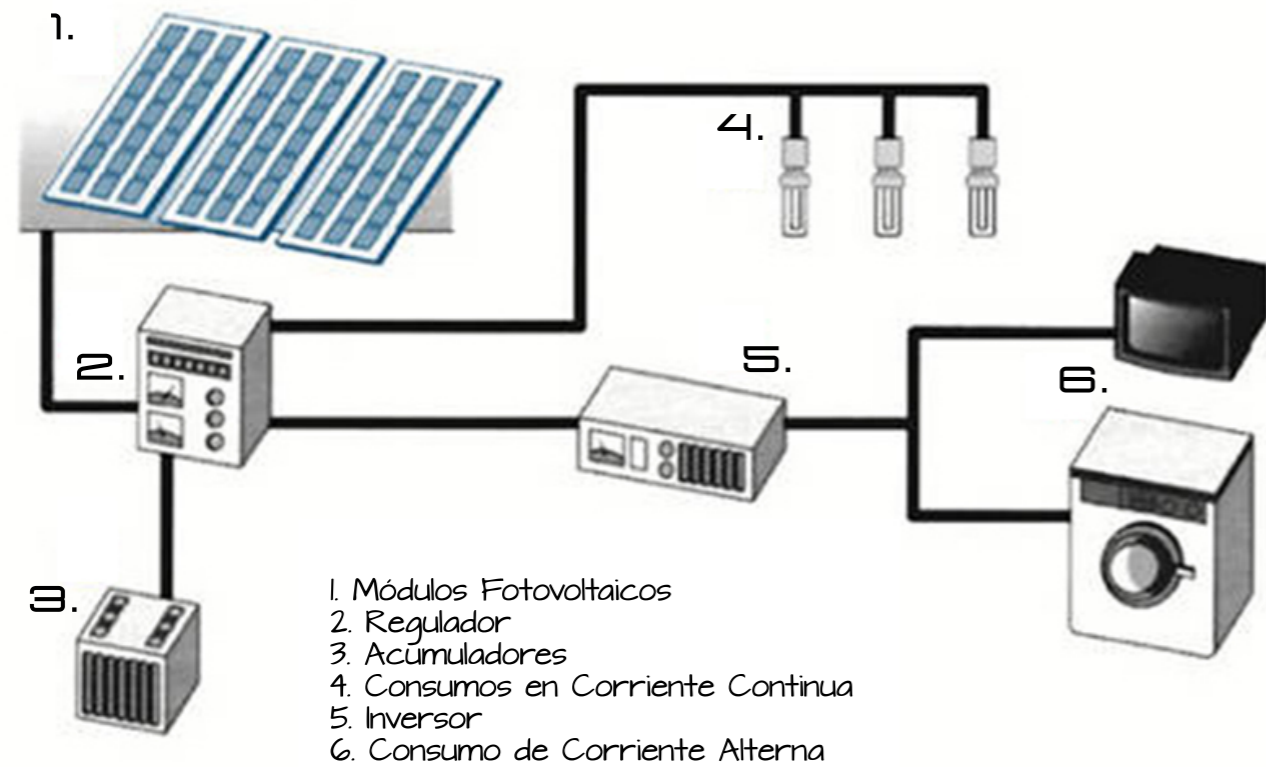 1.
4.
2.
5.
6.
3.
1. Módulos Fotovoltaicos
2. Regulador
3. Acumuladores
4. Consumos en Corriente Continua
5. Inversor
6. Consumo de Corriente Alterna